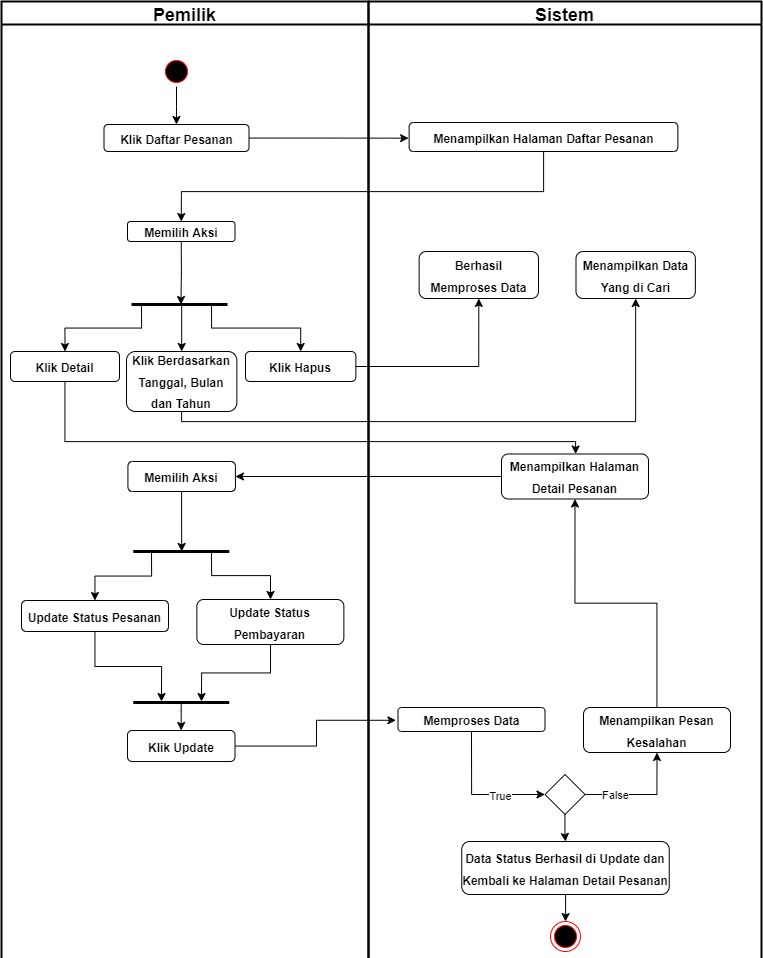 Pemilik
Sistem
Klik Daftar Pesanan
Menampilkan Halaman Daftar Pesanan
Memilih Aksi
Berhasil
Memproses Data
Menampilkan Data
Yang di Cari
Klik Detail
Klik Berdasarkan
Tanggal, Bulan
dan Tahun
Klik Hapus
Memilih Aksi
Menampilkan Halaman
Detail Pesanan
Update Status Pesanan
Update Status
Pembayaran
Klik Update
Memproses Data
Menampilkan Pesan
Kesalahan
True
False
Data Status Berhasil di Update dan
Kembali ke Halaman Detail Pesanan